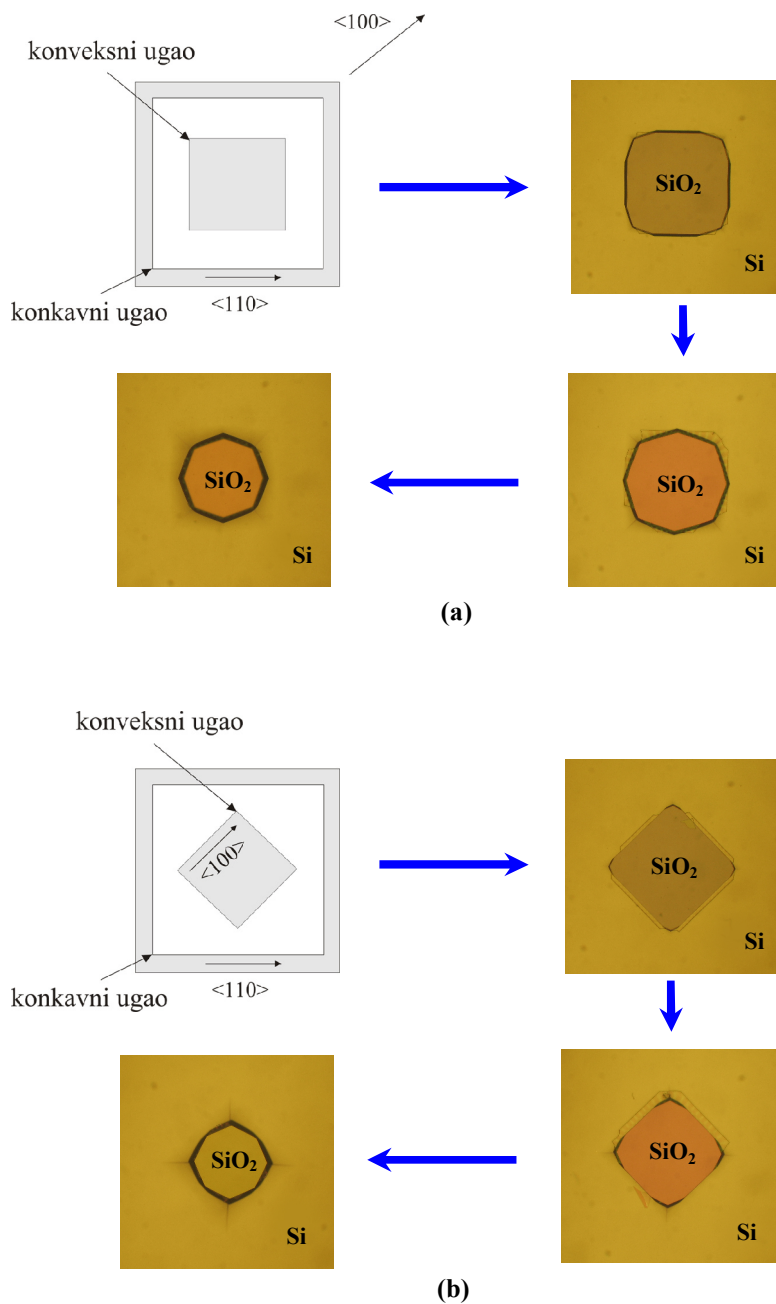 <100>
konveksni ugao
SiO₂
Si
konkavni ugao
<110>
SiO₂
Si
SiO₂
Si
(a)
konveksni ugao
<100>
SiO₂
Si
konkavni ugao
<110>
SiO₂
Si
SiO₂
Si
(b)